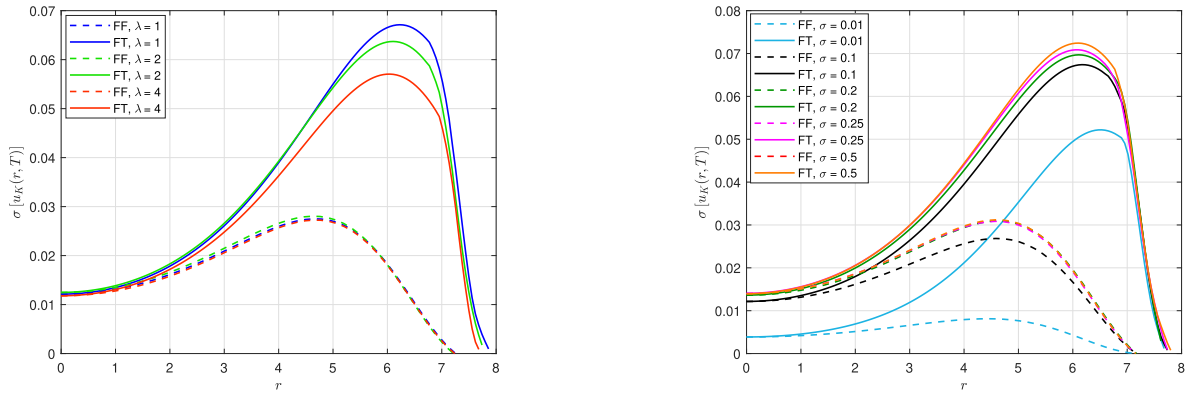 0.07
0.06
0.05
0.04
0.03
0.02
0.01
0
σ [u_K(r, T)]
FF, λ = 1
FT, λ = 1
FF, λ = 2
FT, λ = 2
FF, λ = 4
FT, λ = 4
0 1 2 3 4 5 6 7 8
r
0.08
0.07
0.06
0.05
0.04
0.03
0.02
0.01
0
σ [u_K(r, T)]
FF, σ = 0.01
FT, σ = 0.01
FF, σ = 0.1
FT, σ = 0.1
FF, σ = 0.2
FT, σ = 0.2
FF, σ = 0.25
FT, σ = 0.25
FF, σ = 0.5
FT, σ = 0.5
0 1 2 3 4 5 6 7 8
r